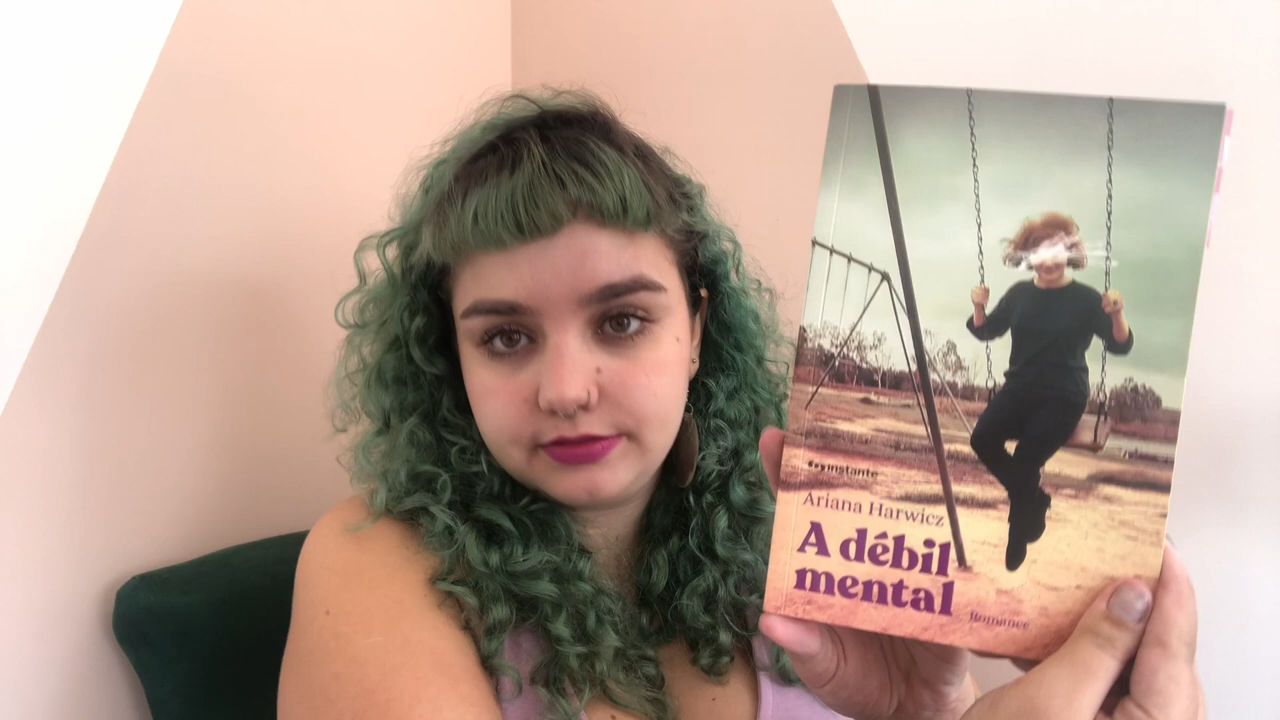 instante
Ariana Harwicz
A débil
mental
Romance